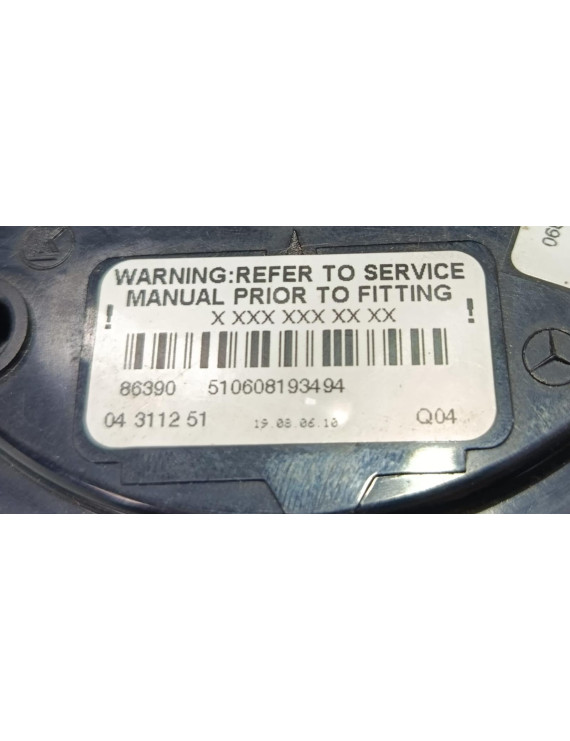 WARNING:REFER TO SERVICE
MANUAL PRIOR TO FITTING
! !
X XXX XXX XX XX
86390 510608193494
04 3112 51 19.08.06.10 Q04